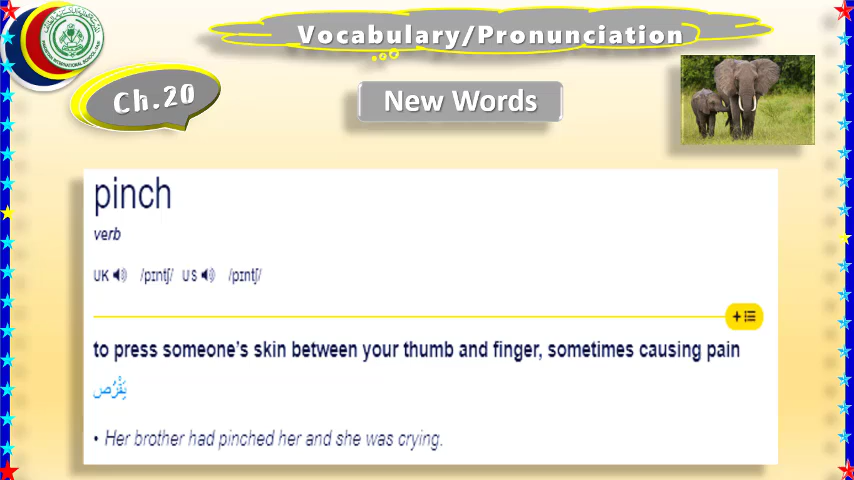 Vocabulary/Pronunciation
Ch.20
New Words
pinch
verb
UK /pɪntʃ/ US /pɪntʃ/
to press someone's skin between your thumb and finger, sometimes causing pain
يَقْرُص
• Her brother had pinched her and she was crying.